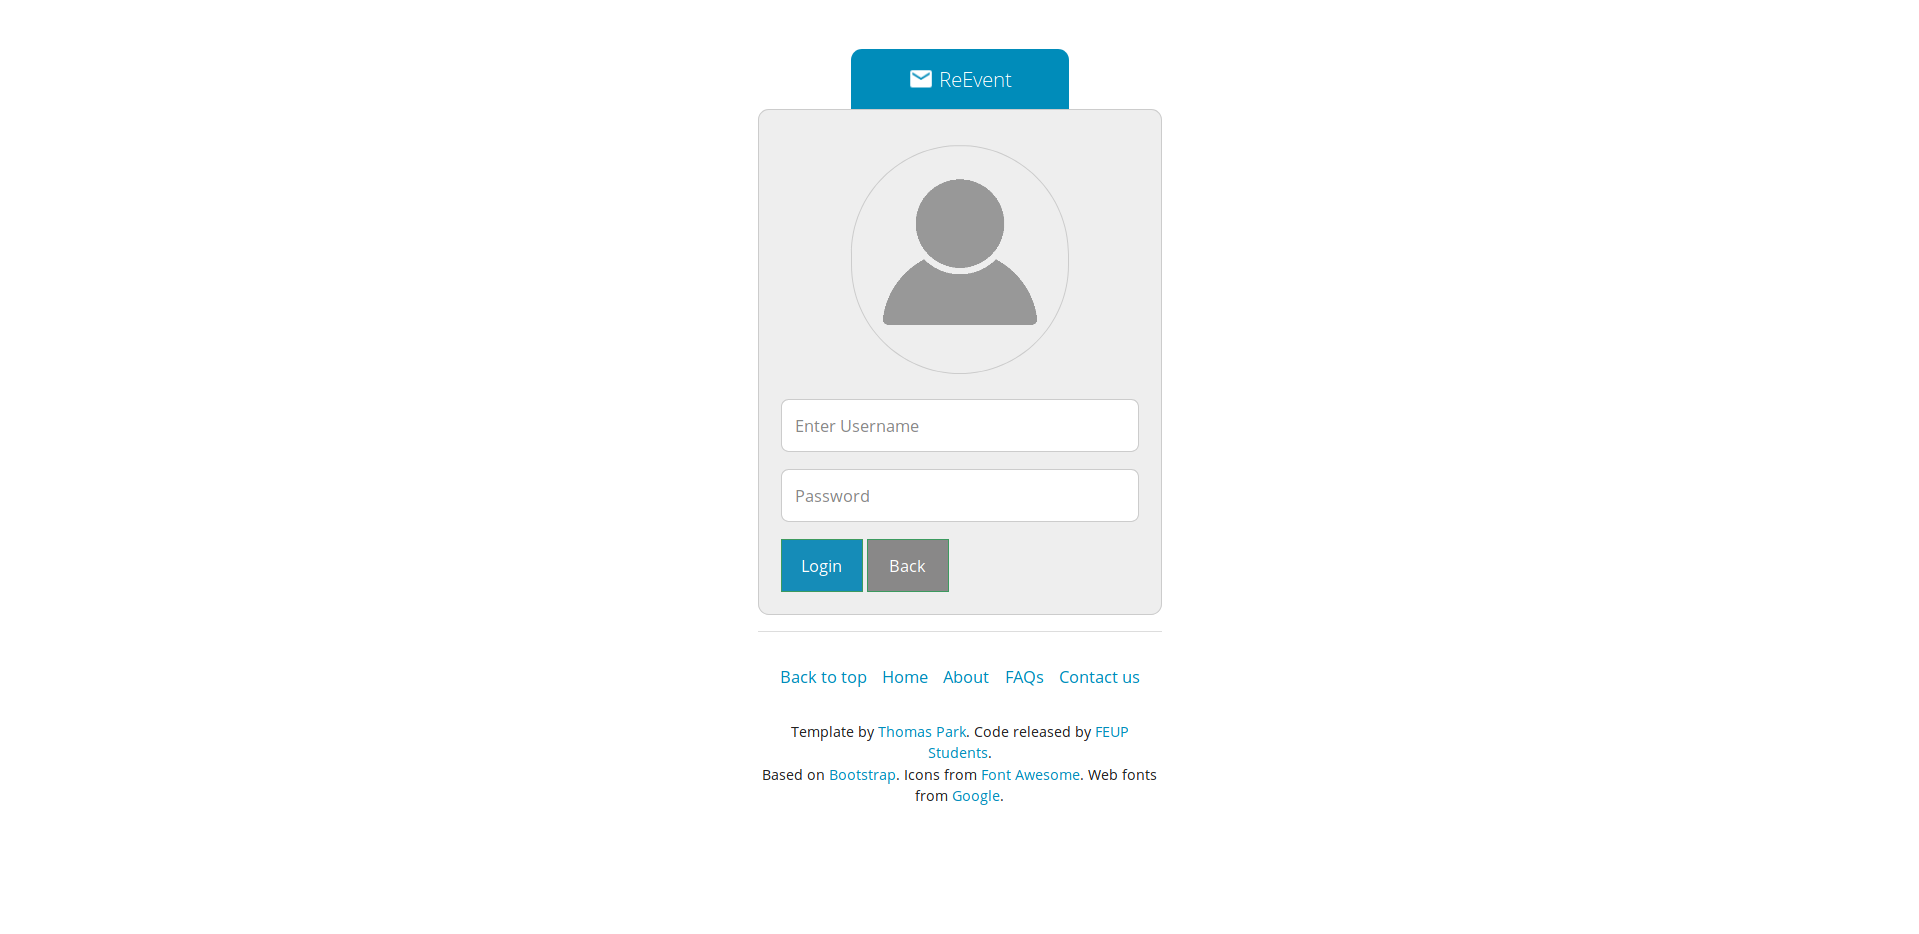 ReEvent
Enter Username
Password
Login Back
Back to top Home About FAQs Contact us
Template by Thomas Park. Code released by FEUP
Students.
Based on Bootstrap. Icons from Font Awesome. Web fonts
from Google.